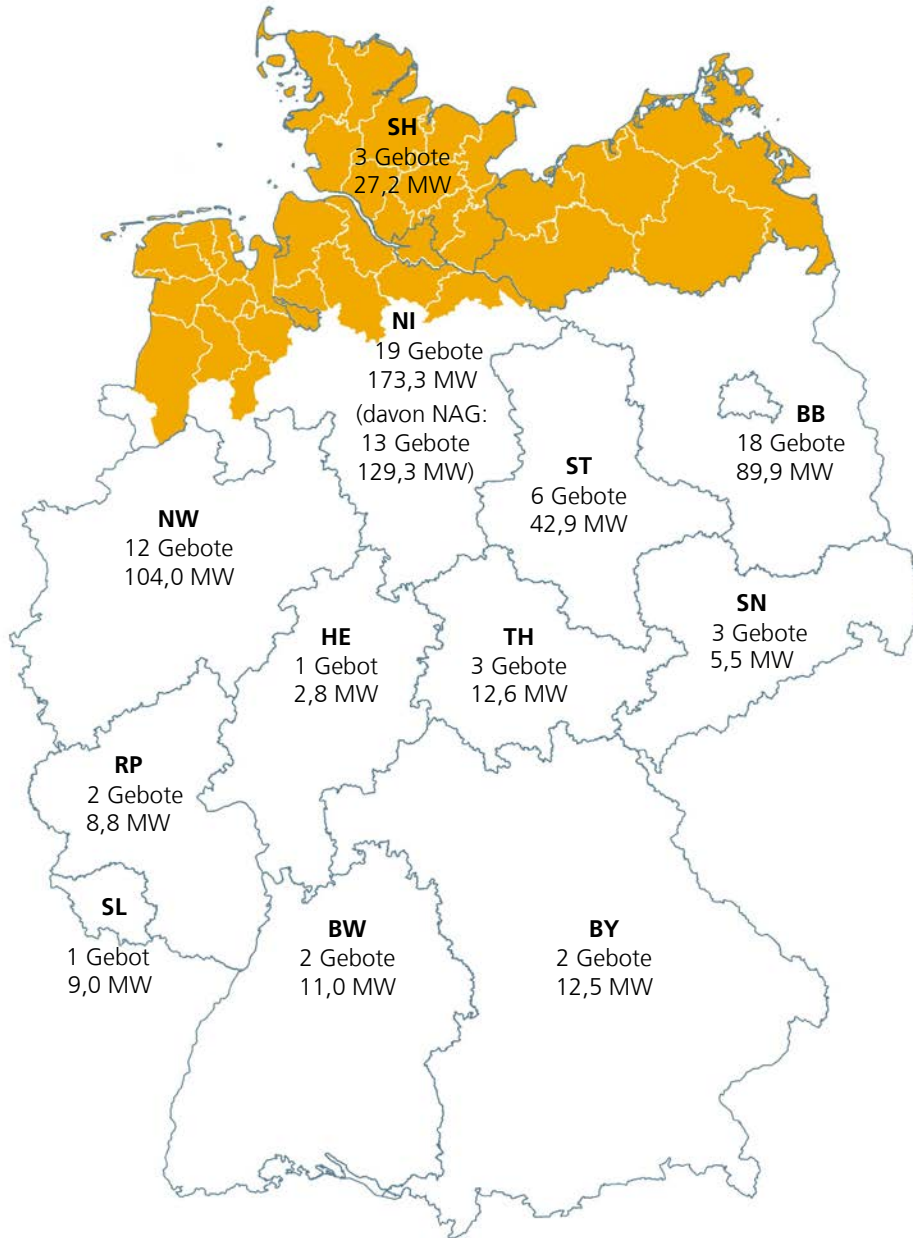 SH
3 Gebote
27,2 MW
NI
19 Gebote
173,3 MW
(davon NAG:
13 Gebote
129,3 MW)
BB
18 Gebote
89,9 MW
ST
6 Gebote
42,9 MW
NW
12 Gebote
104,0 MW
SN
3 Gebote
5,5 MW
HE
1 Gebot
2,8 MW
TH
3 Gebote
12,6 MW
RP
2 Gebote
8,8 MW
SL
1 Gebot
9,0 MW
BW
2 Gebote
11,0 MW
BY
2 Gebote
12,5 MW